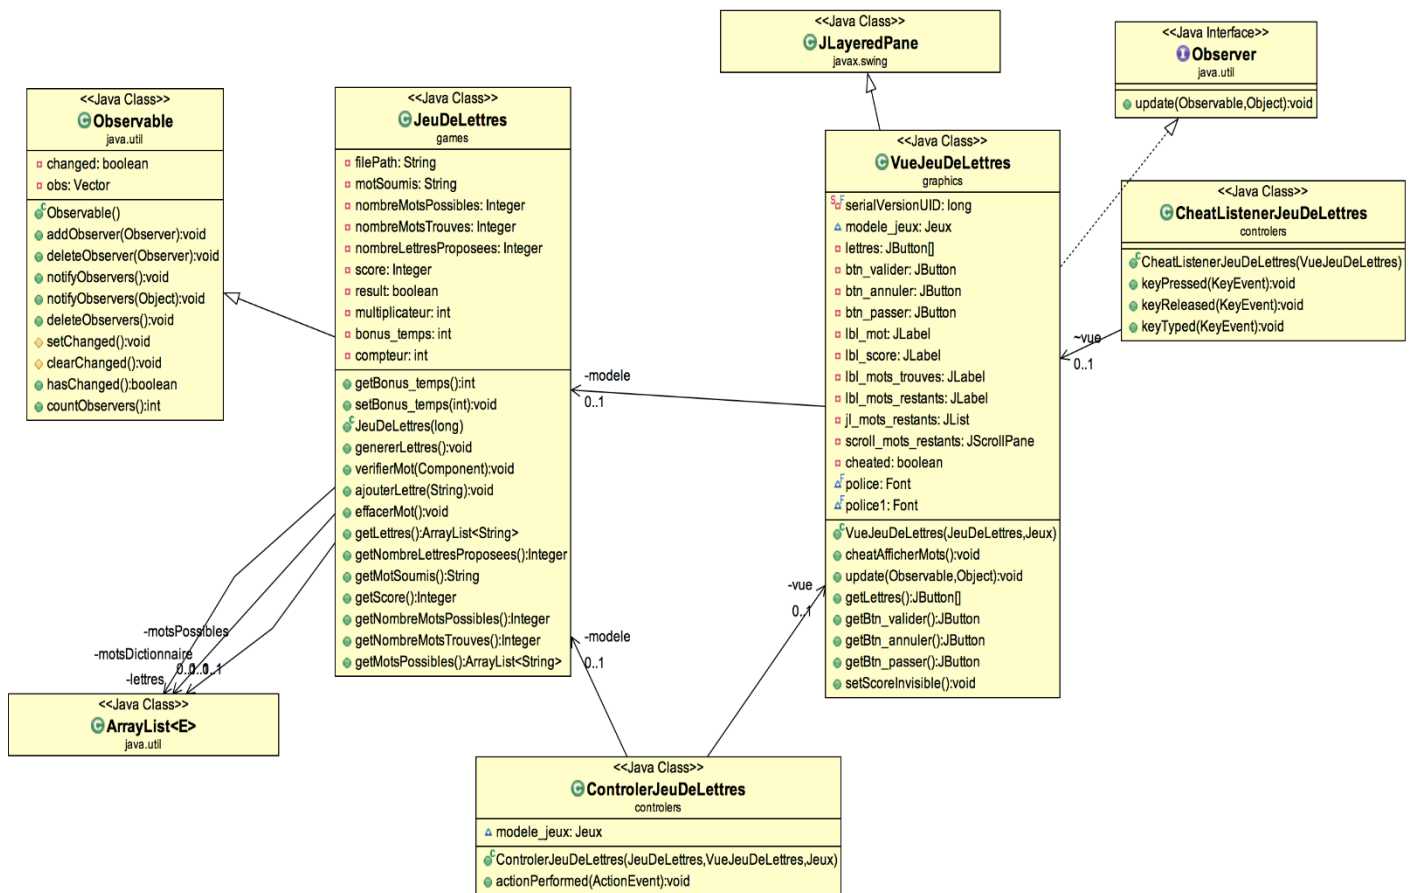 <<Java Class>>
Observable
java.util
changed: boolean
obs: Vector
Observable()
addObserver(Observer):void
deleteObserver(Observer):void
notifyObservers():void
notifyObservers(Object):void
deleteObservers():void
setChanged():void
clearChanged():void
hasChanged():boolean
countObservers():int
<<Java Class>>
JeuDeLettres
games
filePath: String
motSoumis: String
nombreMotsPossibles: Integer
nombreMotsTrouves: Integer
nombreLettresProposees: Integer
score: Integer
result: boolean
multiplicateur: int
bonus_temps: int
compteur: int
getBonus_temps():int
setBonus_temps(int):void
JeuDeLettres(long)
genererLettres():void
verifierMot(Component):void
ajouterLettre(String):void
effacerMot():void
getLettres():ArrayList<String>
getNombreLettresProposees():Integer
getMotSoumis():String
getScore():Integer
getNombreMotsPossibles():Integer
getNombreMotsTrouves():Integer
getMotsPossibles():ArrayList<String>
<<Java Class>>
JLayeredPane
javax.swing
<<Java Interface>>
Observer
java.util
update(Observable,Object):void
<<Java Class>>
VueJeuDeLettres
graphics
serialVersionUID: long
modele_jeux: Jeux
lettres: JButton[]
btn_valider: JButton
btn_annuler: JButton
btn_passer: JButton
lbl_mot: JLabel
lbl_score: JLabel
lbl_mots_trouves: JLabel
lbl_mots_restants: JLabel
jl_mots_restants: JList
scroll_mots_restants: JScrollPane
cheated: boolean
police: Font
police1: Font
VueJeuDeLettres(JeuDeLettres,Jeux)
cheatAfficherMots():void
update(Observable,Object):void
getLettres():JButton[]
getBtn_valider():JButton
getBtn_annuler():JButton
getBtn_passer():JButton
setScoreInvisible():void
<<Java Class>>
CheatListenerJeuDeLettres
controlers
CheatListenerJeuDeLettres(VueJeuDeLettres)
keyPressed(KeyEvent):void
keyReleased(KeyEvent):void
keyTyped(KeyEvent):void
~vue
0..1
-modele
0..1
-vue
0..1
-modele
0..1
-motsPossibles
-motsDictionnaire
-lettres
<<Java Class>>
ArrayList<E>
java.util
<<Java Class>>
ControlerJeuDeLettres
controlers
modele_jeux: Jeux
ControlerJeuDeLettres(JeuDeLettres,VueJeuDeLettres,Jeux)
actionPerformed(ActionEvent):void